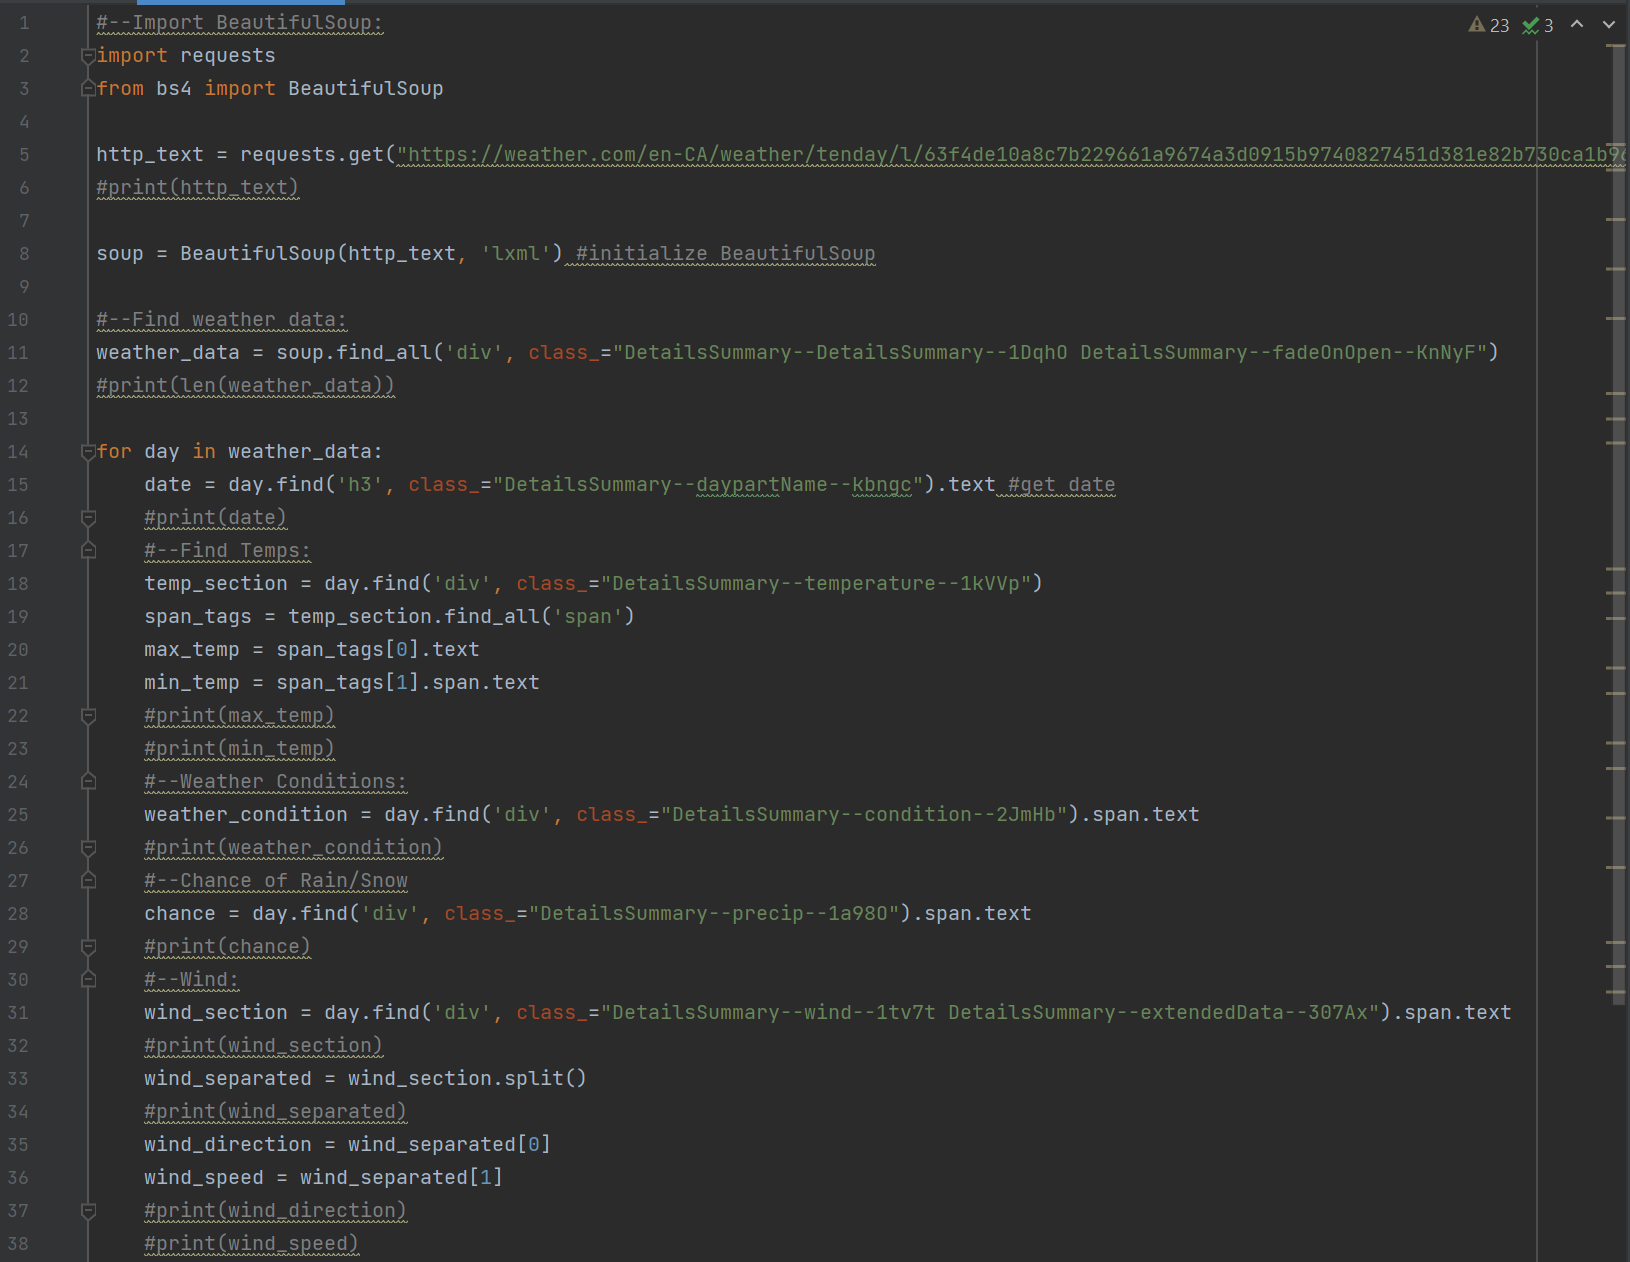 23 3
1 #--Import BeautifulSoup:
2 import requests
3 from bs4 import BeautifulSoup
4
5 http_text = requests.get("https://weather.com/en-CA/weather/tenday/l/63f4de10a8c7b229661a9674a3d0915b9740827451d381e82b730ca1b96
6 #print(http_text)
7
8 soup = BeautifulSoup(http_text, 'lxml') #initialize BeautifulSoup
9
10 #--Find weather data:
11 weather_data = soup.find_all('div', class_="DetailsSummary--DetailsSummary--1DqhO DetailsSummary--fadeOnOpen--KnNyF")
12 #print(len(weather_data))
13
14 for day in weather_data:
15     date = day.find('h3', class_="DetailsSummary--daypartName--kbngc").text #get date
16     #print(date)
17     #--Find Temps:
18     temp_section = day.find('div', class_="DetailsSummary--temperature--1kVVp")
19     span_tags = temp_section.find_all('span')
20     max_temp = span_tags[0].text
21     min_temp = span_tags[1].span.text
22     #print(max_temp)
23     #print(min_temp)
24     #--Weather Conditions:
25     weather_condition = day.find('div', class_="DetailsSummary--condition--2JmHb").span.text
26     #print(weather_condition)
27     #--Chance of Rain/Snow
28     chance = day.find('div', class_="DetailsSummary--precip--1a98O").span.text
29     #print(chance)
30     #--Wind:
31     wind_section = day.find('div', class_="DetailsSummary--wind--1tv7t DetailsSummary--extendedData--307Ax").span.text
32     #print(wind_section)
33     wind_separated = wind_section.split()
34     #print(wind_separated)
35     wind_direction = wind_separated[0]
36     wind_speed = wind_separated[1]
37     #print(wind_direction)
38     #print(wind_speed)